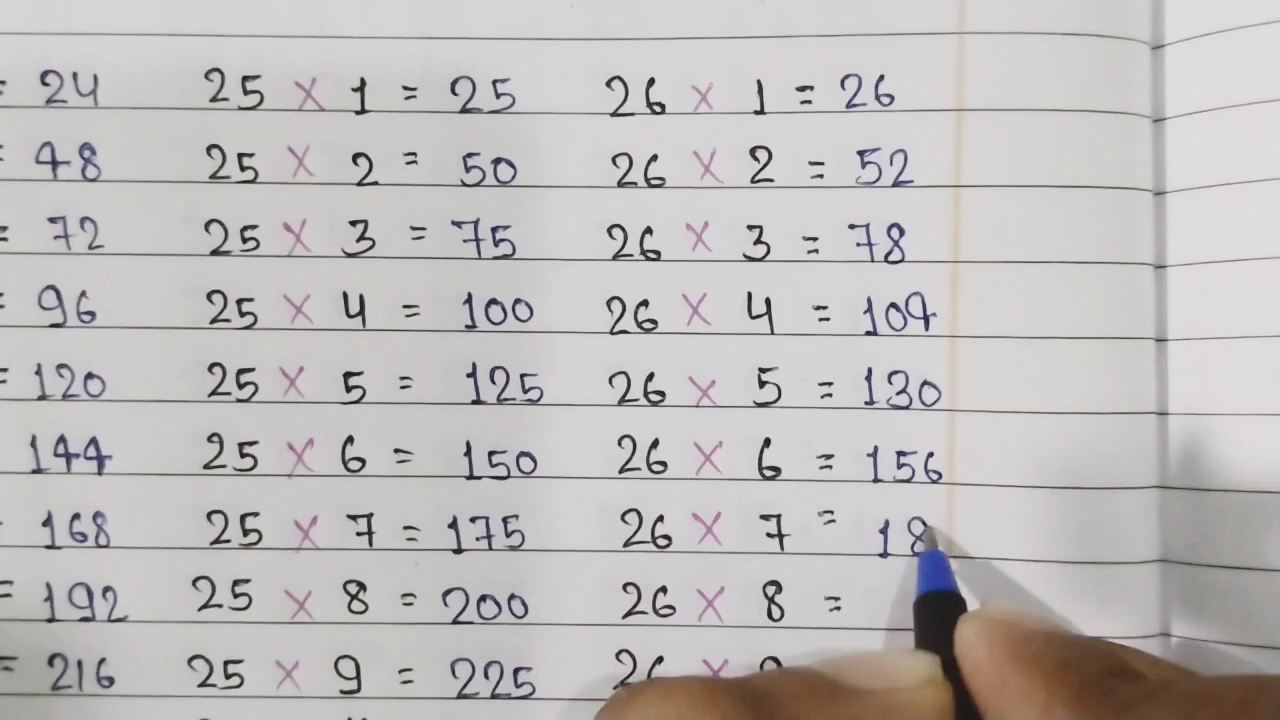 = 24 25 × 1 = 25 26 × 1 = 26
= 48 25 × 2 = 50 26 × 2 = 52
= 72 25 × 3 = 75 26 × 3 = 78
= 96 25 × 4 = 100 26 × 4 = 104
= 120 25 × 5 = 125 26 × 5 = 130
144 25 × 6 = 150 26 × 6 = 156
= 168 25 × 7 = 175 26 × 7 = 18
= 192 25 × 8 = 200 26 × 8 =
= 216 25 × 9 = 225 26 ×